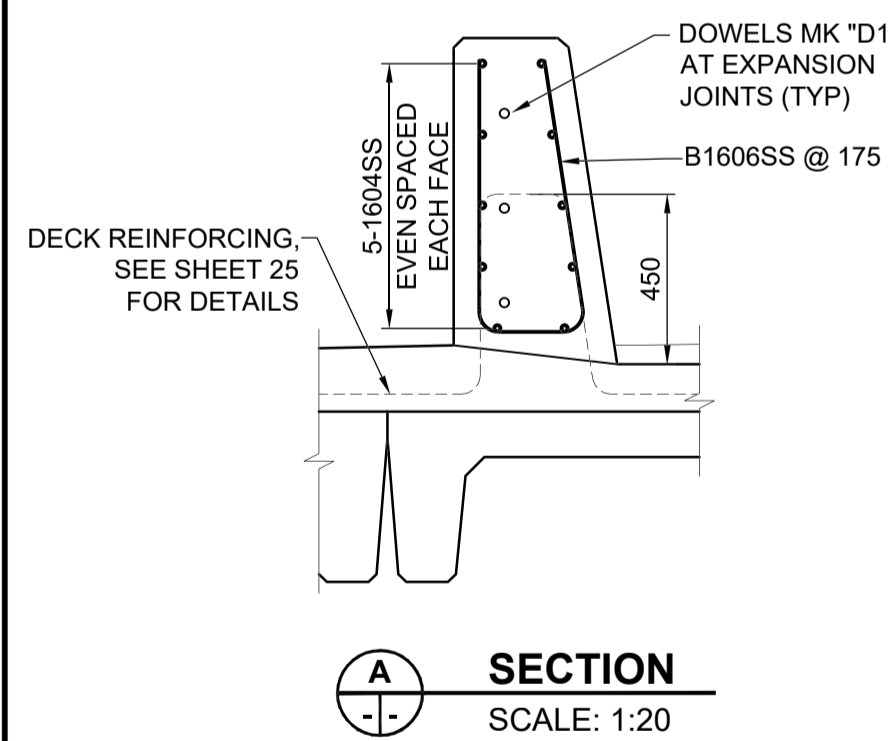 DOWELS MK "D1
AT EXPANSION
JOINTS (TYP)
B1606SS @ 175
5-1604SS
EVEN SPACED
EACH FACE
450
DECK REINFORCING,
SEE SHEET 25
FOR DETAILS
A
- -
SECTION
SCALE: 1:20